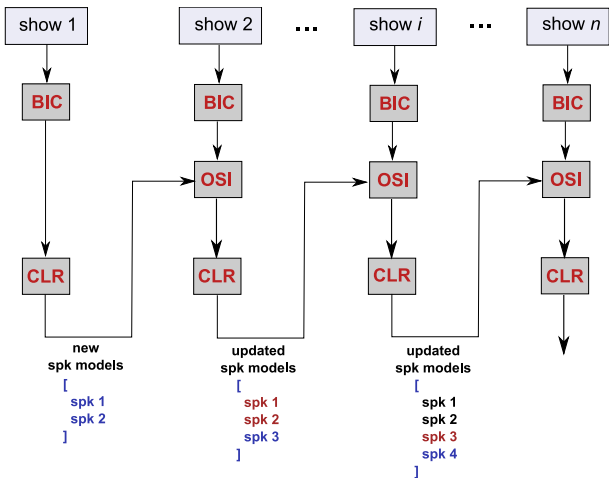 show 1
show 2
...
show i
...
show n
BIC
BIC
BIC
BIC
OSI
OSI
OSI
CLR
CLR
CLR
CLR
new
spk models
[
spk 1
spk 2
]
updated
spk models
[
spk 1
spk 2
spk 3
]
updated
spk models
[
spk 1
spk 2
spk 3
spk 4
]